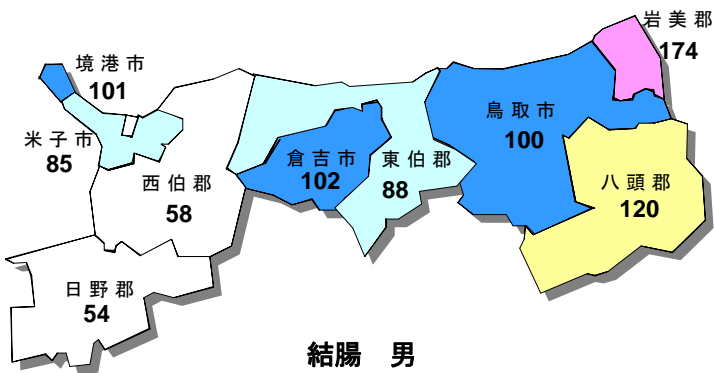 岩美郡
174
境港市
101
鳥取市
100
米子市
85
倉吉市
102
東伯郡
88
西伯郡
58
八頭郡
120
日野郡
54
結腸 男